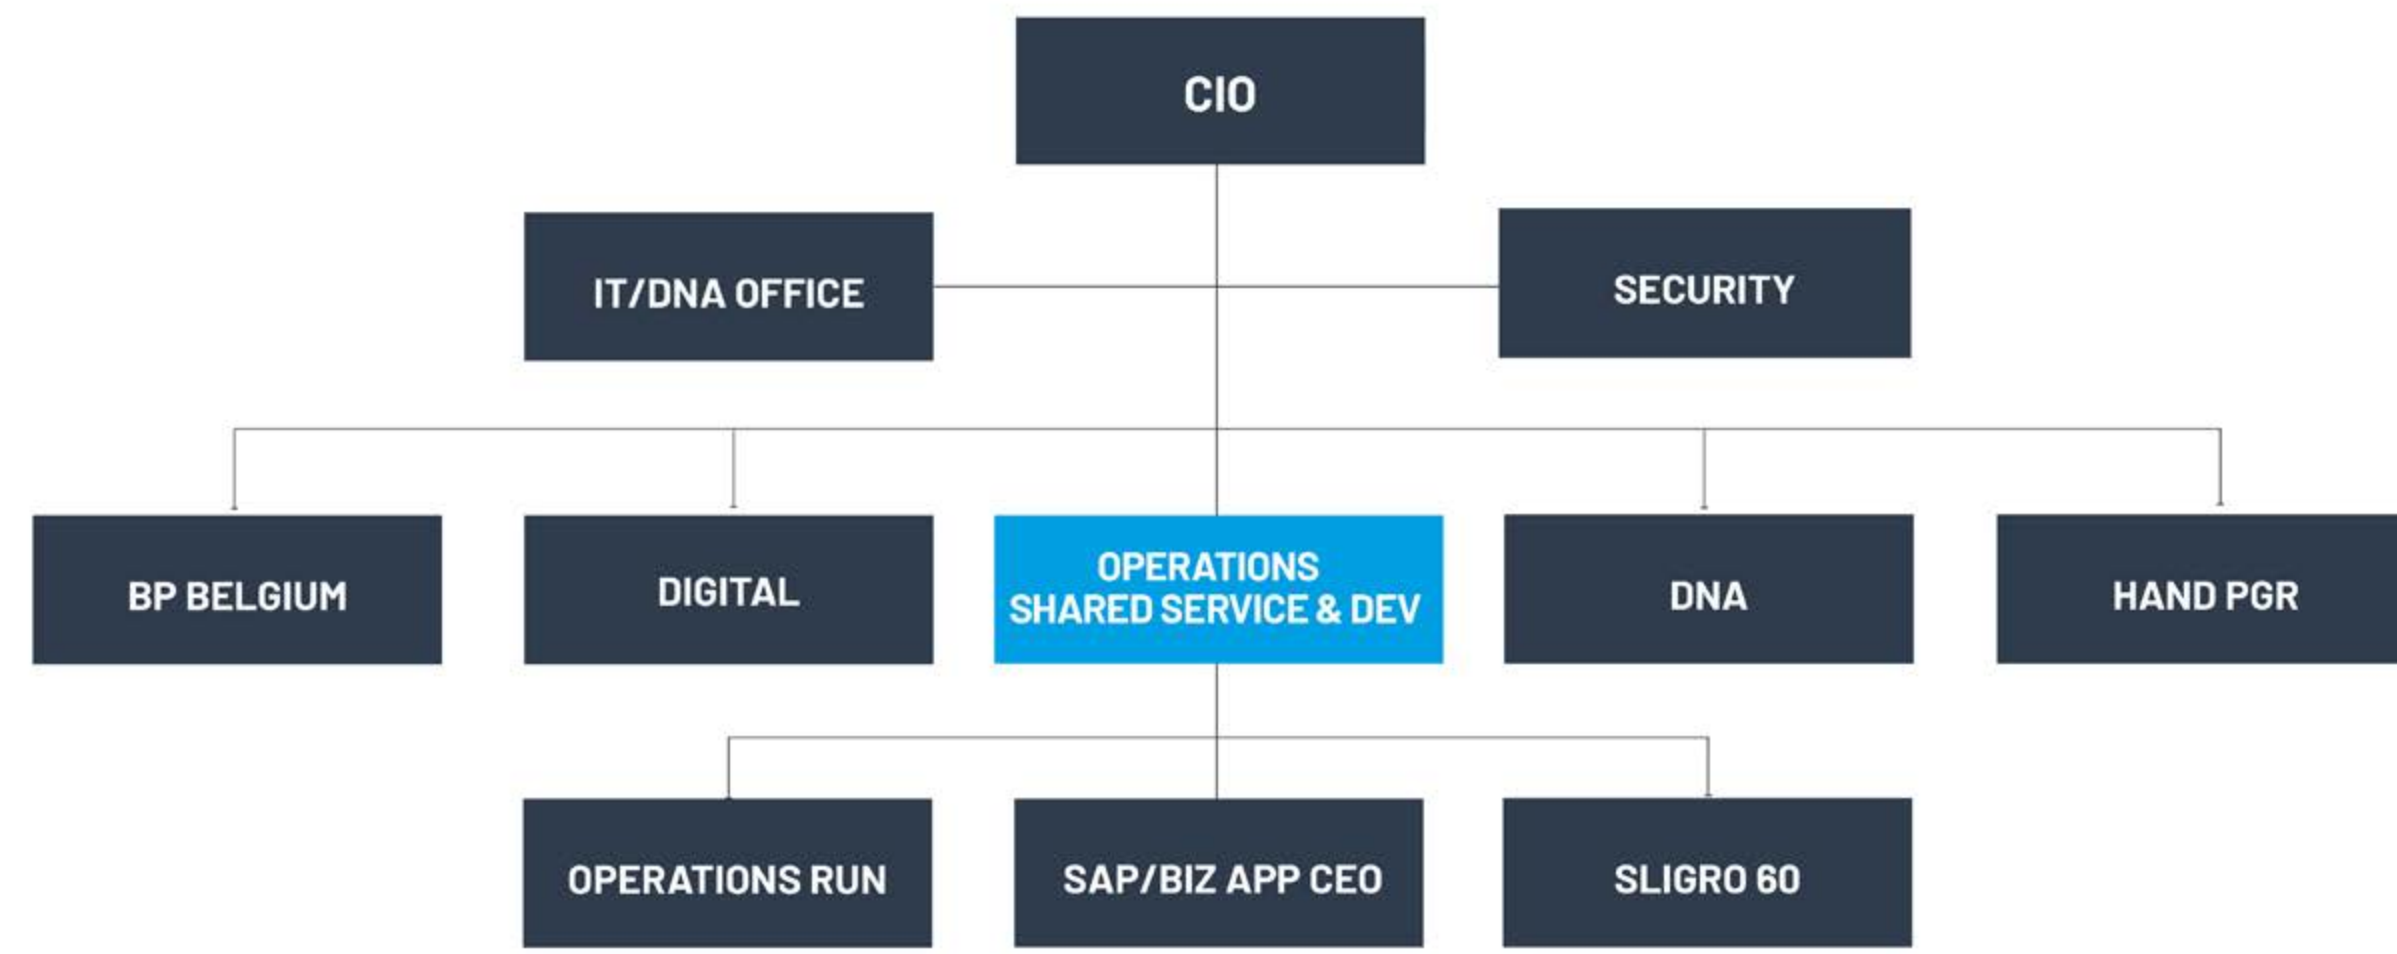 CIO
IT/DNA OFFICE
SECURITY
BP BELGIUM
DIGITAL
OPERATIONS
SHARED SERVICE & DEV
DNA
HAND PGR
OPERATIONS RUN
SAP/BIZ APP CEO
SLIGRO 60